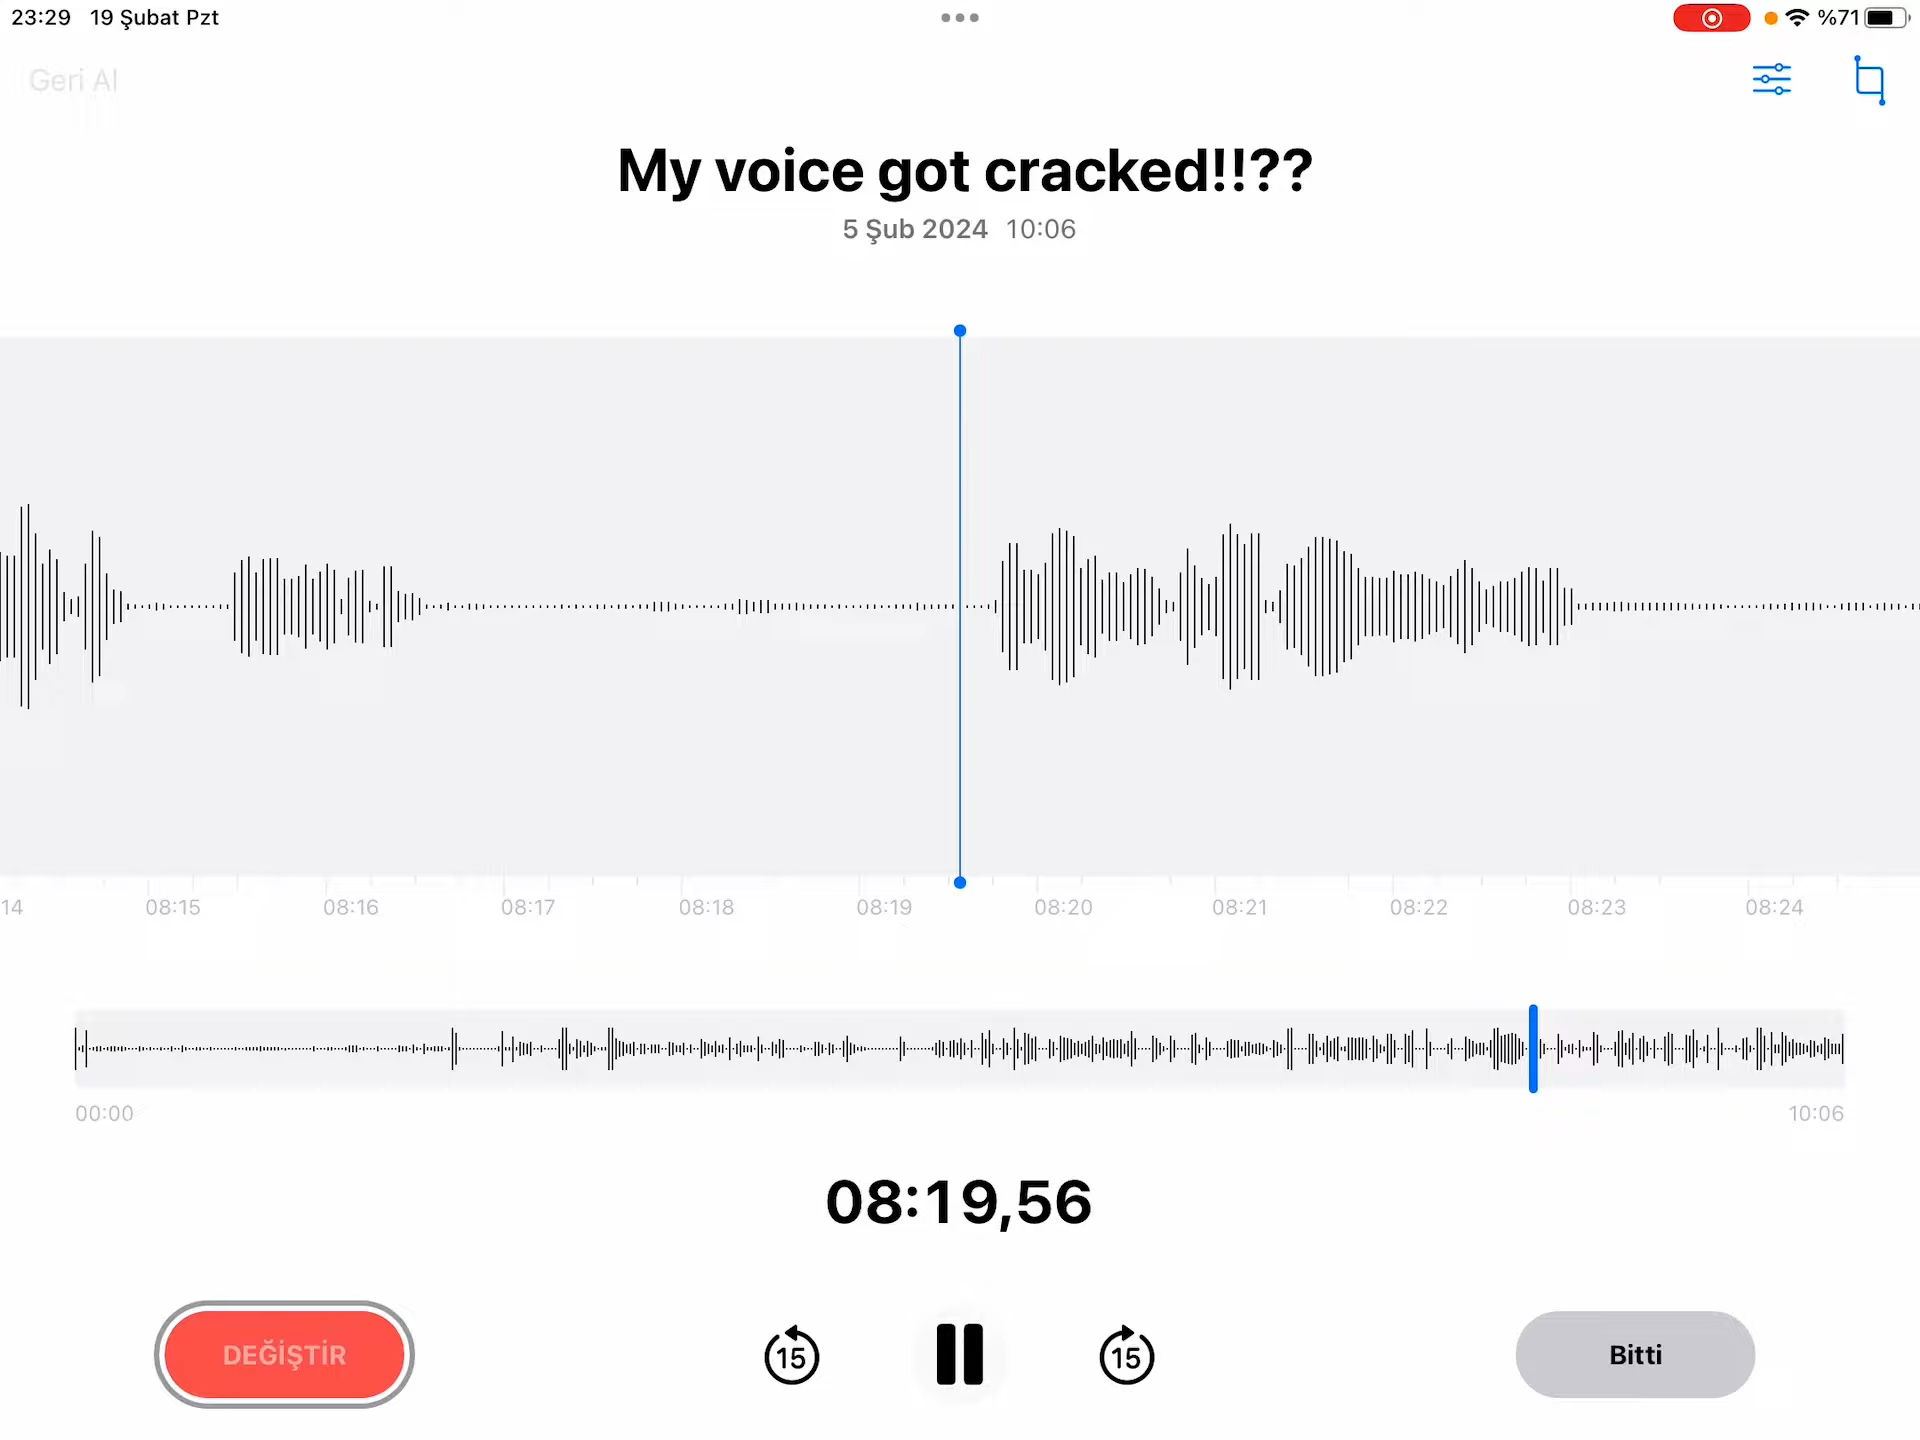 23:29 19 Şubat Pzt
%71
Geri Al
My voice got cracked!!??
5 Şub 2024 10:06
14 08:15 08:16 08:17 08:18 08:19 08:20 08:21 08:22 08:23 08:24
00:00 10:06
08:19,56
DEĞİŞTİR 15 15 Bitti